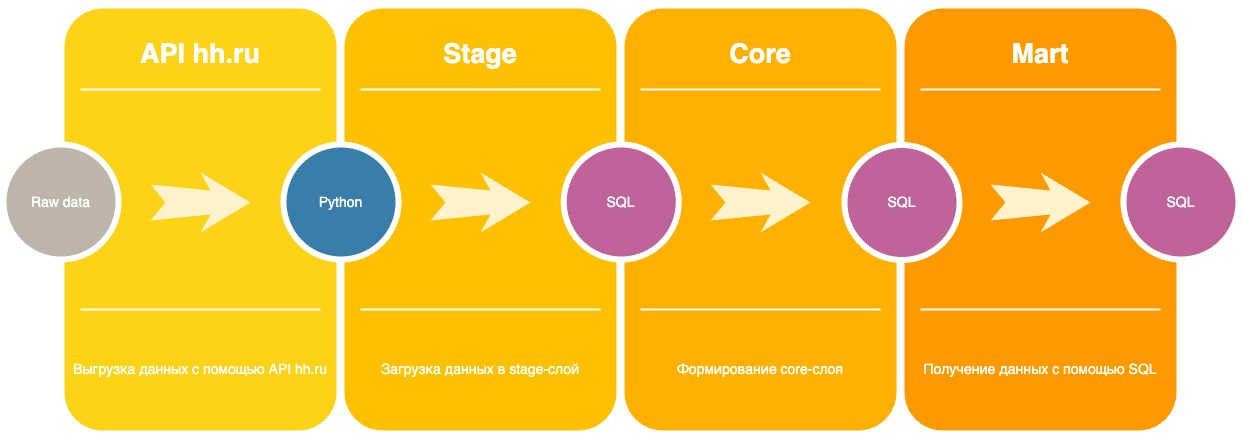 API hh.ru
Stage
Core
Mart
Raw data
Python
SQL
SQL
SQL
Выгрузка данных с помощью API hh.ru
Загрузка данных в stage-слой
Формирование core-слоя
Получение данных с помощью SQL